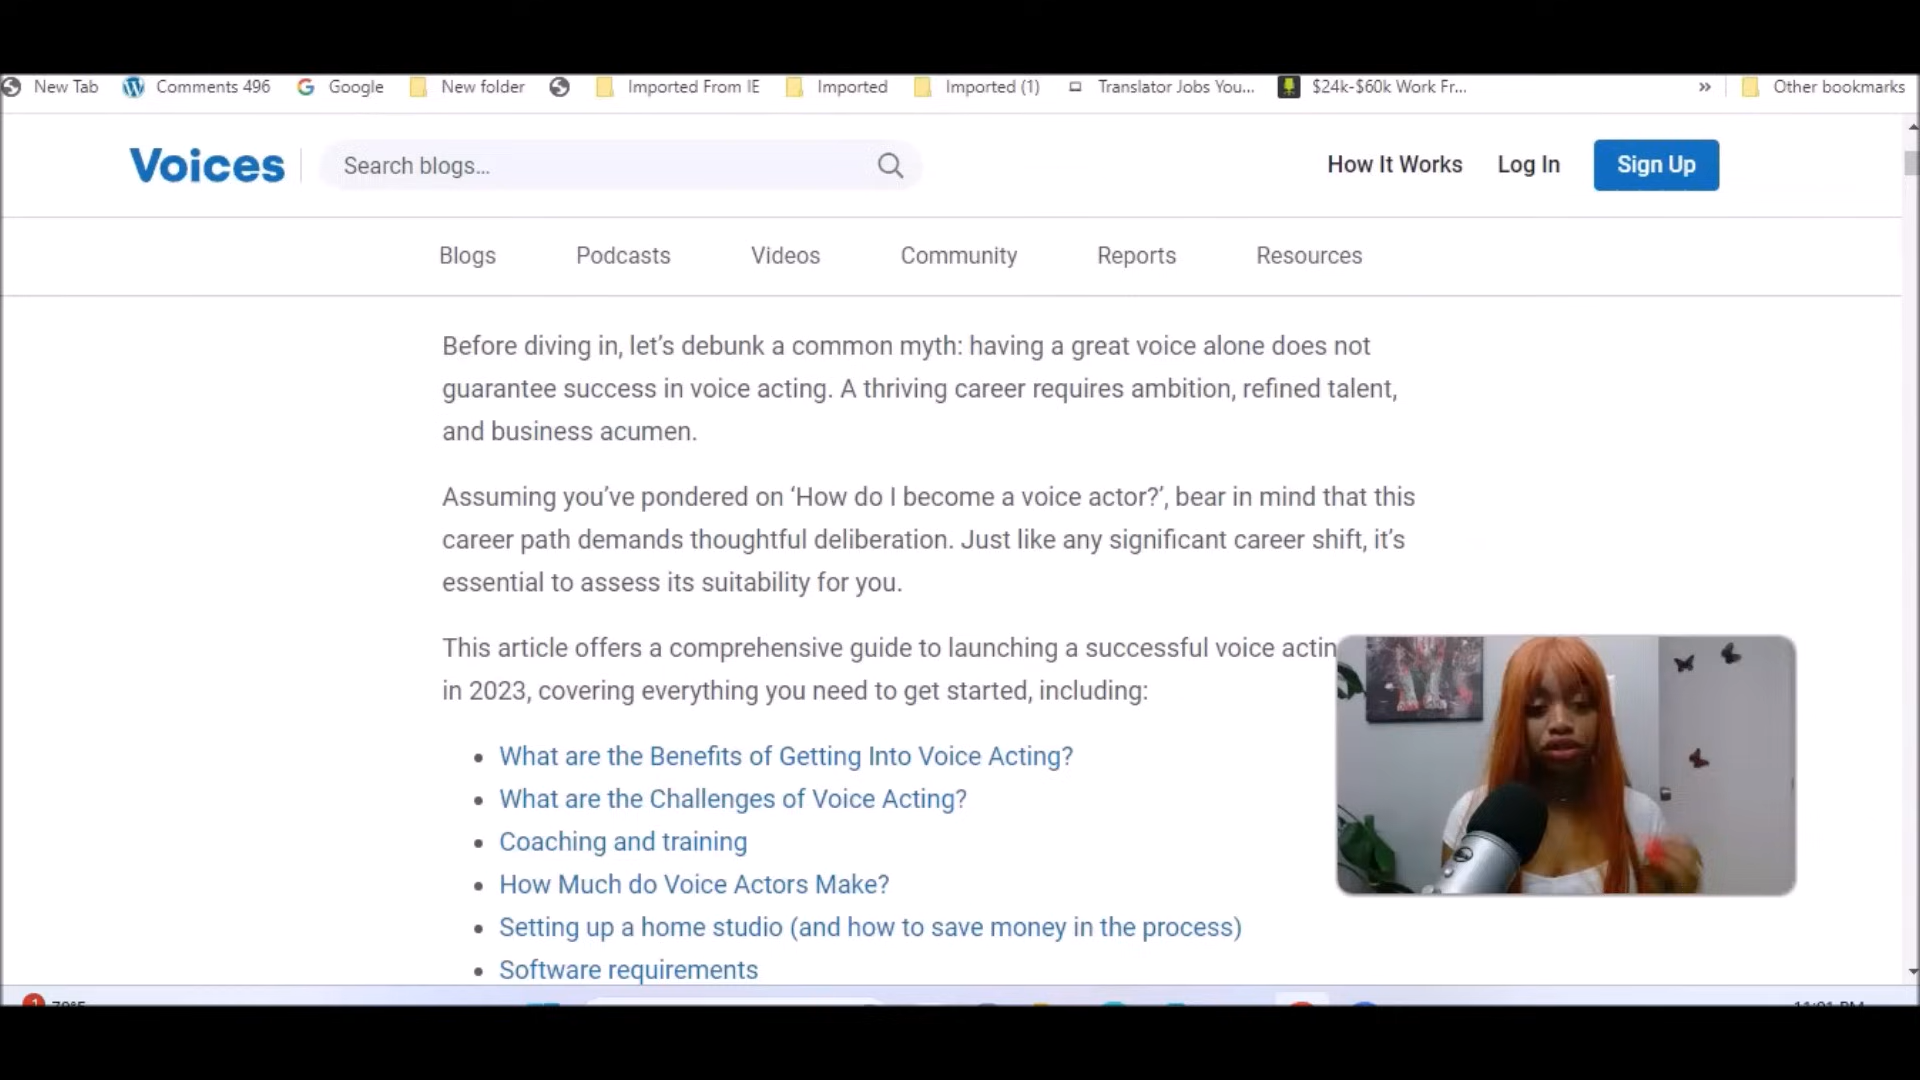 New Tab Comments 496 Google New folder Imported From IE Imported Imported (1) Translator Jobs You... $24k-$60k Work Fr... » Other bookmarks
Voices Search blogs... How It Works Log In Sign Up
Blogs Podcasts Videos Community Reports Resources
Before diving in, let’s debunk a common myth: having a great voice alone does not
guarantee success in voice acting. A thriving career requires ambition, refined talent,
and business acumen.
Assuming you’ve pondered on ‘How do I become a voice actor?’, bear in mind that this
career path demands thoughtful deliberation. Just like any significant career shift, it’s
essential to assess its suitability for you.
This article offers a comprehensive guide to launching a successful voice actin
in 2023, covering everything you need to get started, including:
• What are the Benefits of Getting Into Voice Acting?
• What are the Challenges of Voice Acting?
• Coaching and training
• How Much do Voice Actors Make?
• Setting up a home studio (and how to save money in the process)
• Software requirements